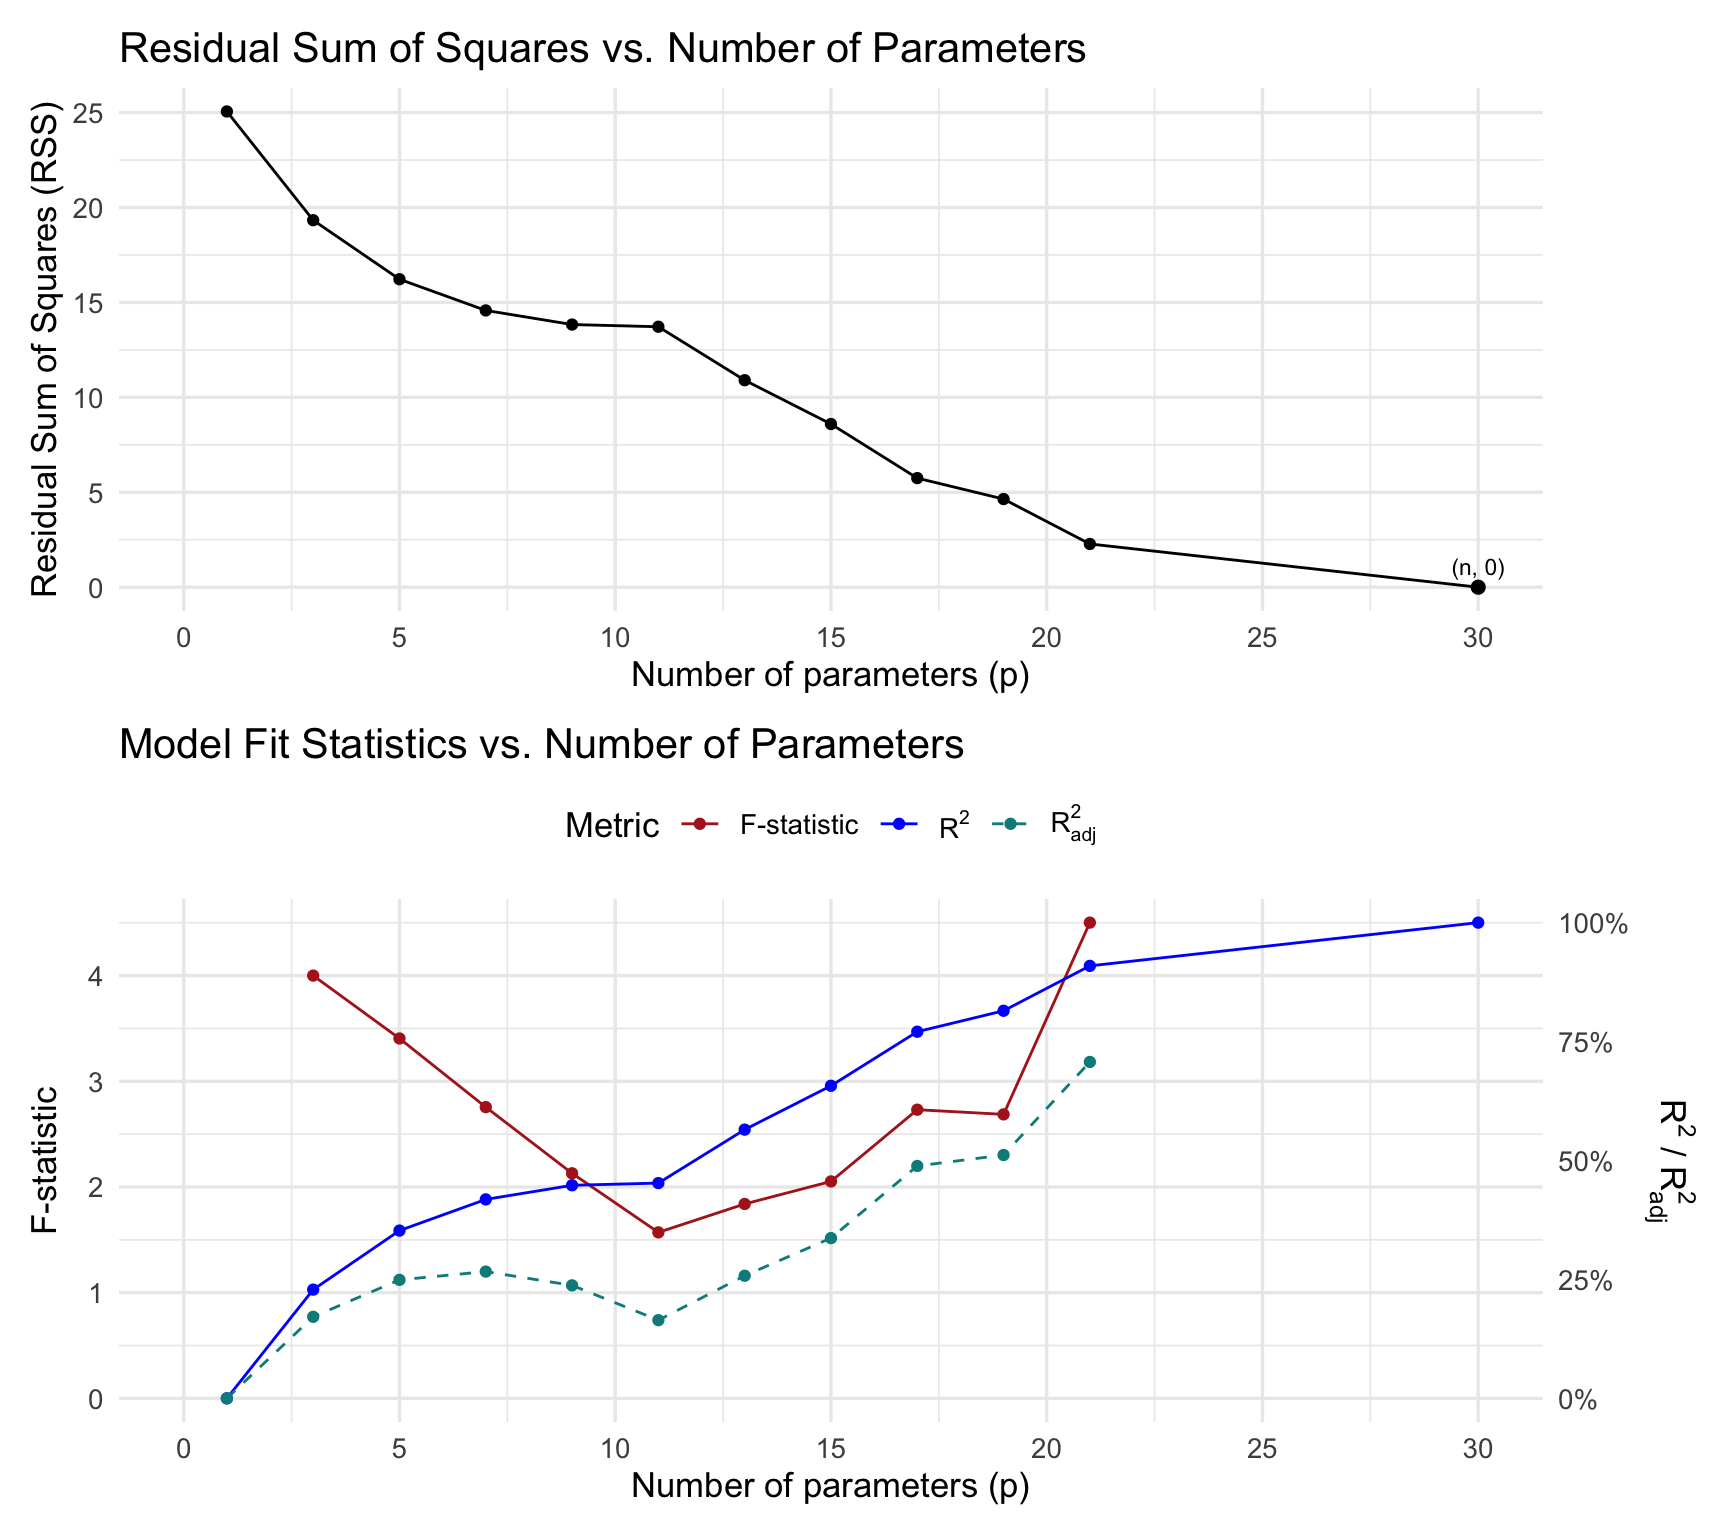 Residual Sum of Squares vs. Number of Parameters
Residual Sum of Squares (RSS)
25
20
15
10
5
0
(n, 0)
0 5 10 15 20 25 30
Number of parameters (p)
Model Fit Statistics vs. Number of Parameters
Metric F-statistic R² R²adj
F-statistic
4
3
2
1
0
100%
75%
50%
25%
0%
R² / R²adj
0 5 10 15 20 25 30
Number of parameters (p)